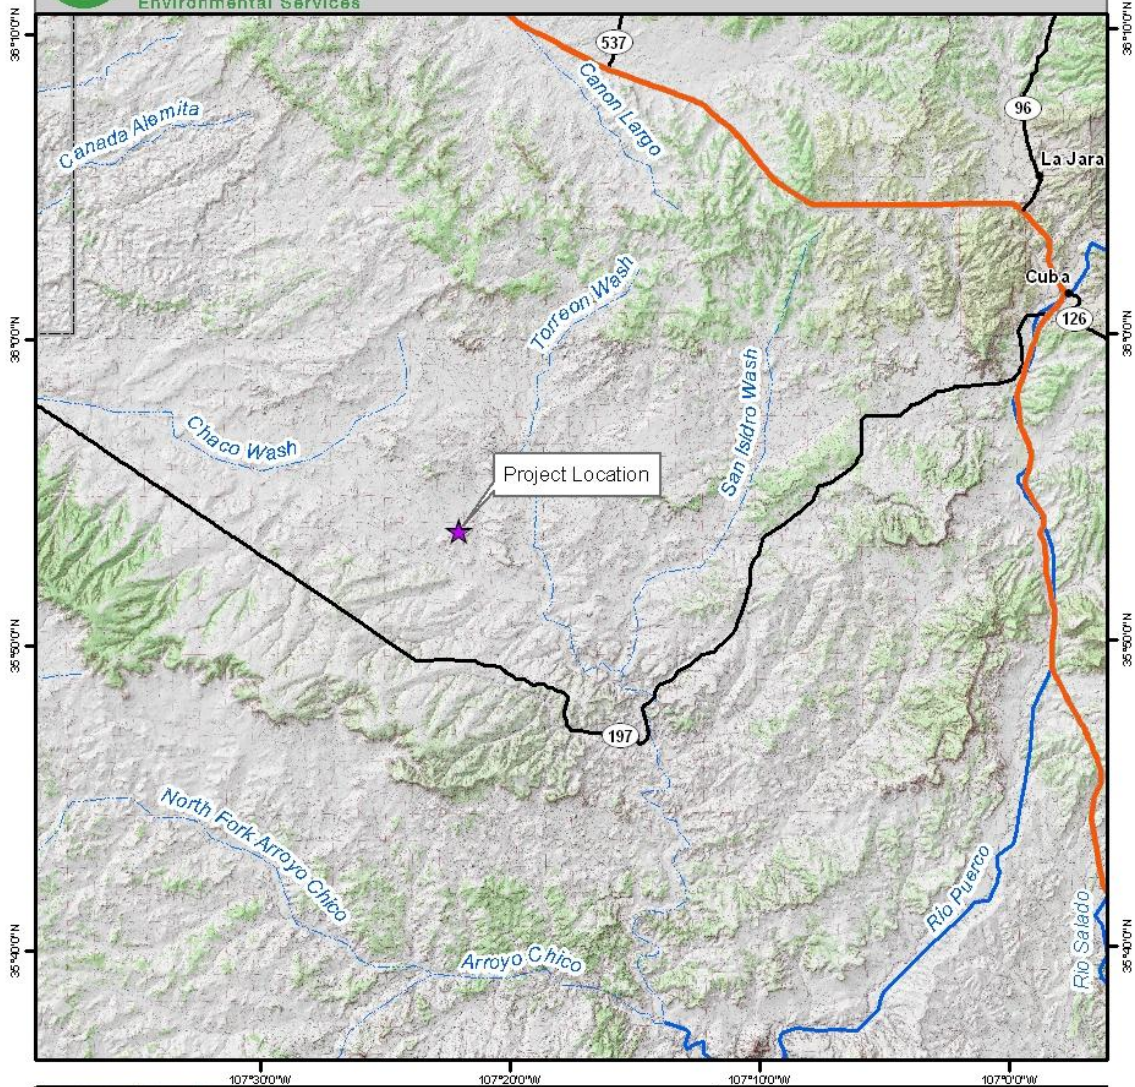 Environmental Services
36°10'0"N
36°10'0"N
537
Canon Largo
96
Canada Alemita
La Jara
Torreon Wash
Cuba
126
36°0'0"N
36°0'0"N
San Isidro Wash
Chaco Wash
Project Location
35°50'0"N
35°50'0"N
197
North Fork Arroyo Chico
Rio Puerco
Rio Salado
35°40'0"N
35°40'0"N
Arroyo Chico
107°30'0"W
107°20'0"W
107°10'0"W
107°0'0"W